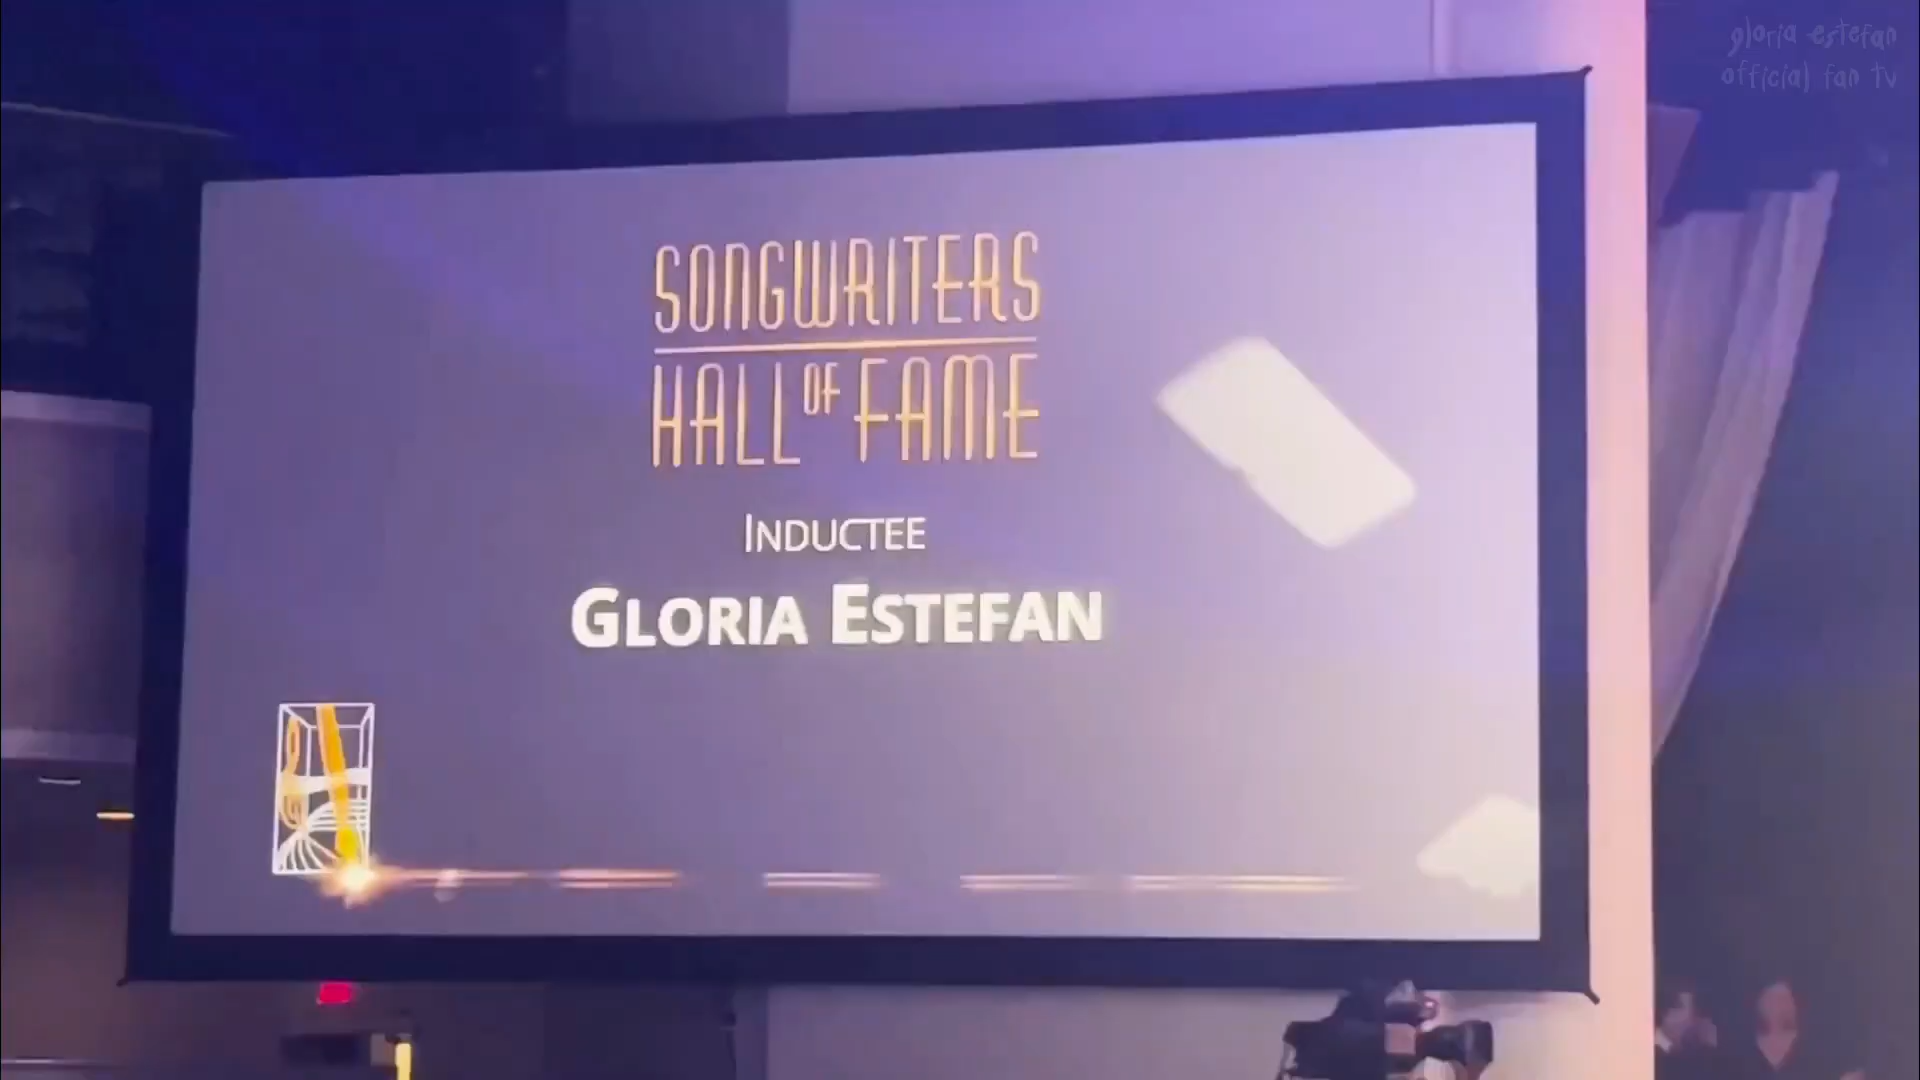 gloria estefan
official fan tv
SONGWRITERS
HALL OF FAME
INDUCTEE
GLORIA ESTEFAN